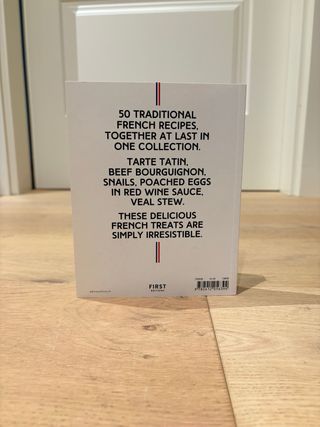 50 TRADITIONAL
FRENCH RECIPES,
TOGETHER AT LAST IN
ONE COLLECTION.
TARTE TATIN,
BEEF BOURGUIGNON,
SNAILS, POACHED EGGS
IN RED WINE SAUCE,
VEAL STEW.
THESE DELICIOUS
FRENCH TREATS ARE
SIMPLY IRRESISTIBLE.
FIRST
EDITIONS